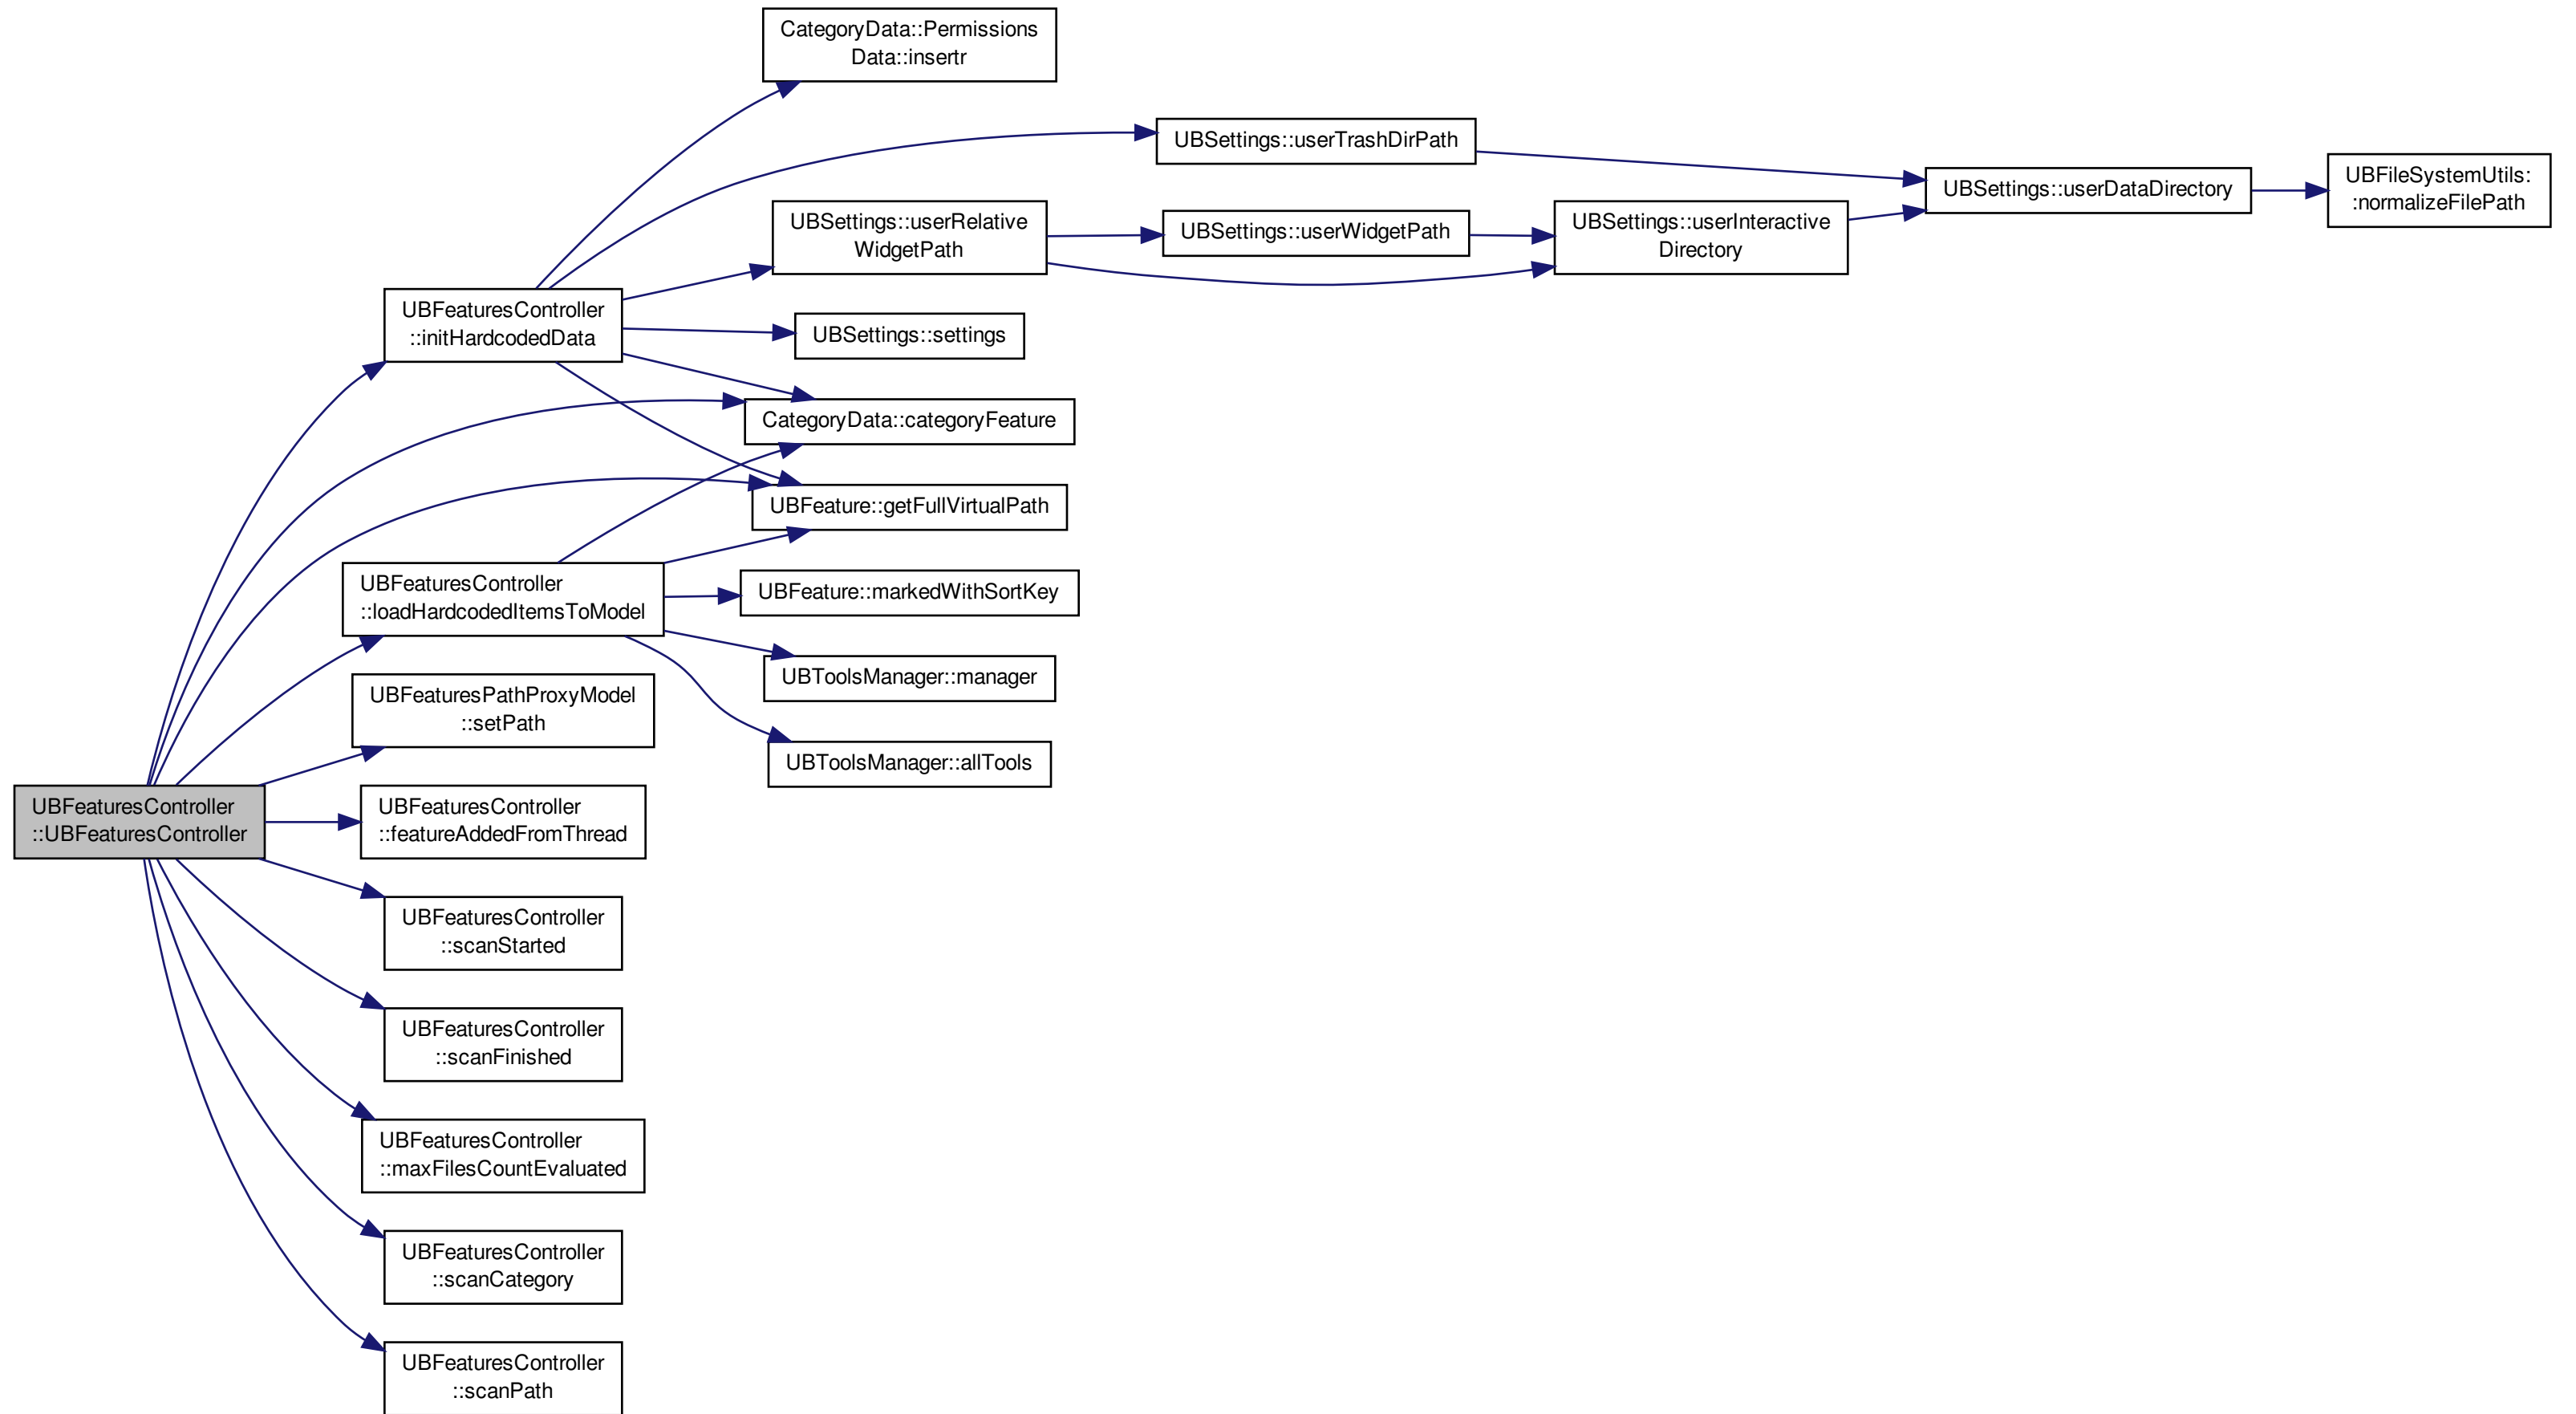 CategoryData::Permissions
Data::insertr
UBSettings::userTrashDirPath
UBSettings::userDataDirectory
UBFileSystemUtils:
:normalizeFilePath
UBSettings::userRelative
WidgetPath
UBSettings::userWidgetPath
UBSettings::userInteractive
Directory
UBFeaturesController
::initHardcodedData
UBSettings::settings
CategoryData::categoryFeature
UBFeature::getFullVirtualPath
UBFeaturesController
::loadHardcodedItemsToModel
UBFeature::markedWithSortKey
UBToolsManager::manager
UBFeaturesPathProxyModel
::setPath
UBToolsManager::allTools
UBFeaturesController
::UBFeaturesController
UBFeaturesController
::featureAddedFromThread
UBFeaturesController
::scanStarted
UBFeaturesController
::scanFinished
UBFeaturesController
::maxFilesCountEvaluated
UBFeaturesController
::scanCategory
UBFeaturesController
::scanPath